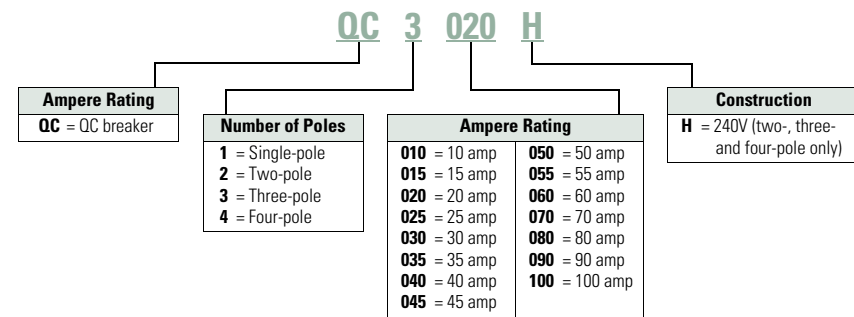 QC 3 020 H
Ampere Rating
QC = QC breaker
Number of Poles
1 = Single-pole
2 = Two-pole
3 = Three-pole
4 = Four-pole
Ampere Rating
010 = 10 amp
015 = 15 amp
020 = 20 amp
025 = 25 amp
030 = 30 amp
035 = 35 amp
040 = 40 amp
045 = 45 amp
050 = 50 amp
055 = 55 amp
060 = 60 amp
070 = 70 amp
080 = 80 amp
090 = 90 amp
100 = 100 amp
Construction
H = 240V (two-, three-
and four-pole only)